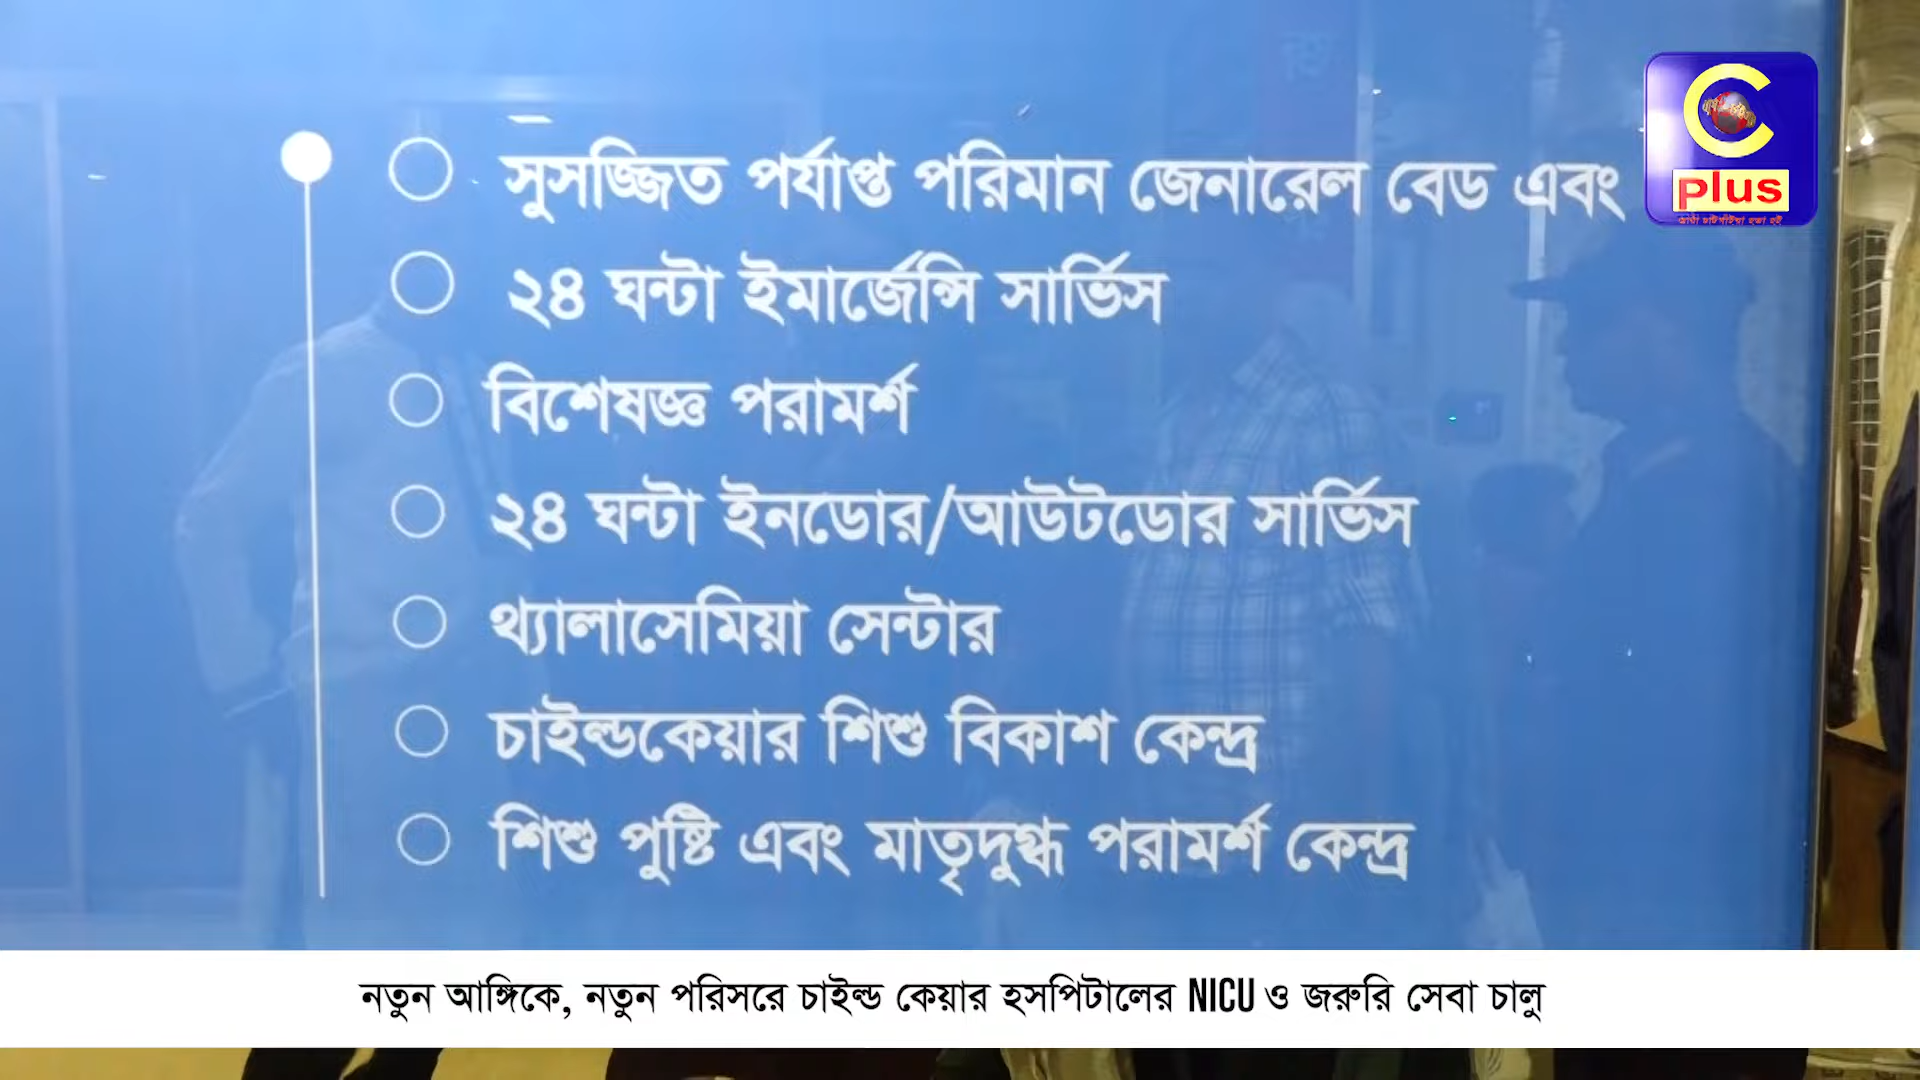 সুসজ্জিত পর্যাপ্ত পরিমান জেনারেল বেড এবং
২৪ ঘন্টা ইমার্জেন্সি সার্ভিস
বিশেষজ্ঞ পরামর্শ
২৪ ঘন্টা ইনডোর/আউটডোর সার্ভিস
থ্যালাসেমিয়া সেন্টার
চাইল্ডকেয়ার শিশু বিকাশ কেন্দ্র
শিশু পুষ্টি এবং মাতৃদুগ্ধ পরামর্শ কেন্দ্র
C
plus
নতুন আঙ্গিকে, নতুন পরিসরে চাইল্ড কেয়ার হসপিটালের NICU ও জরুরি সেবা চালু